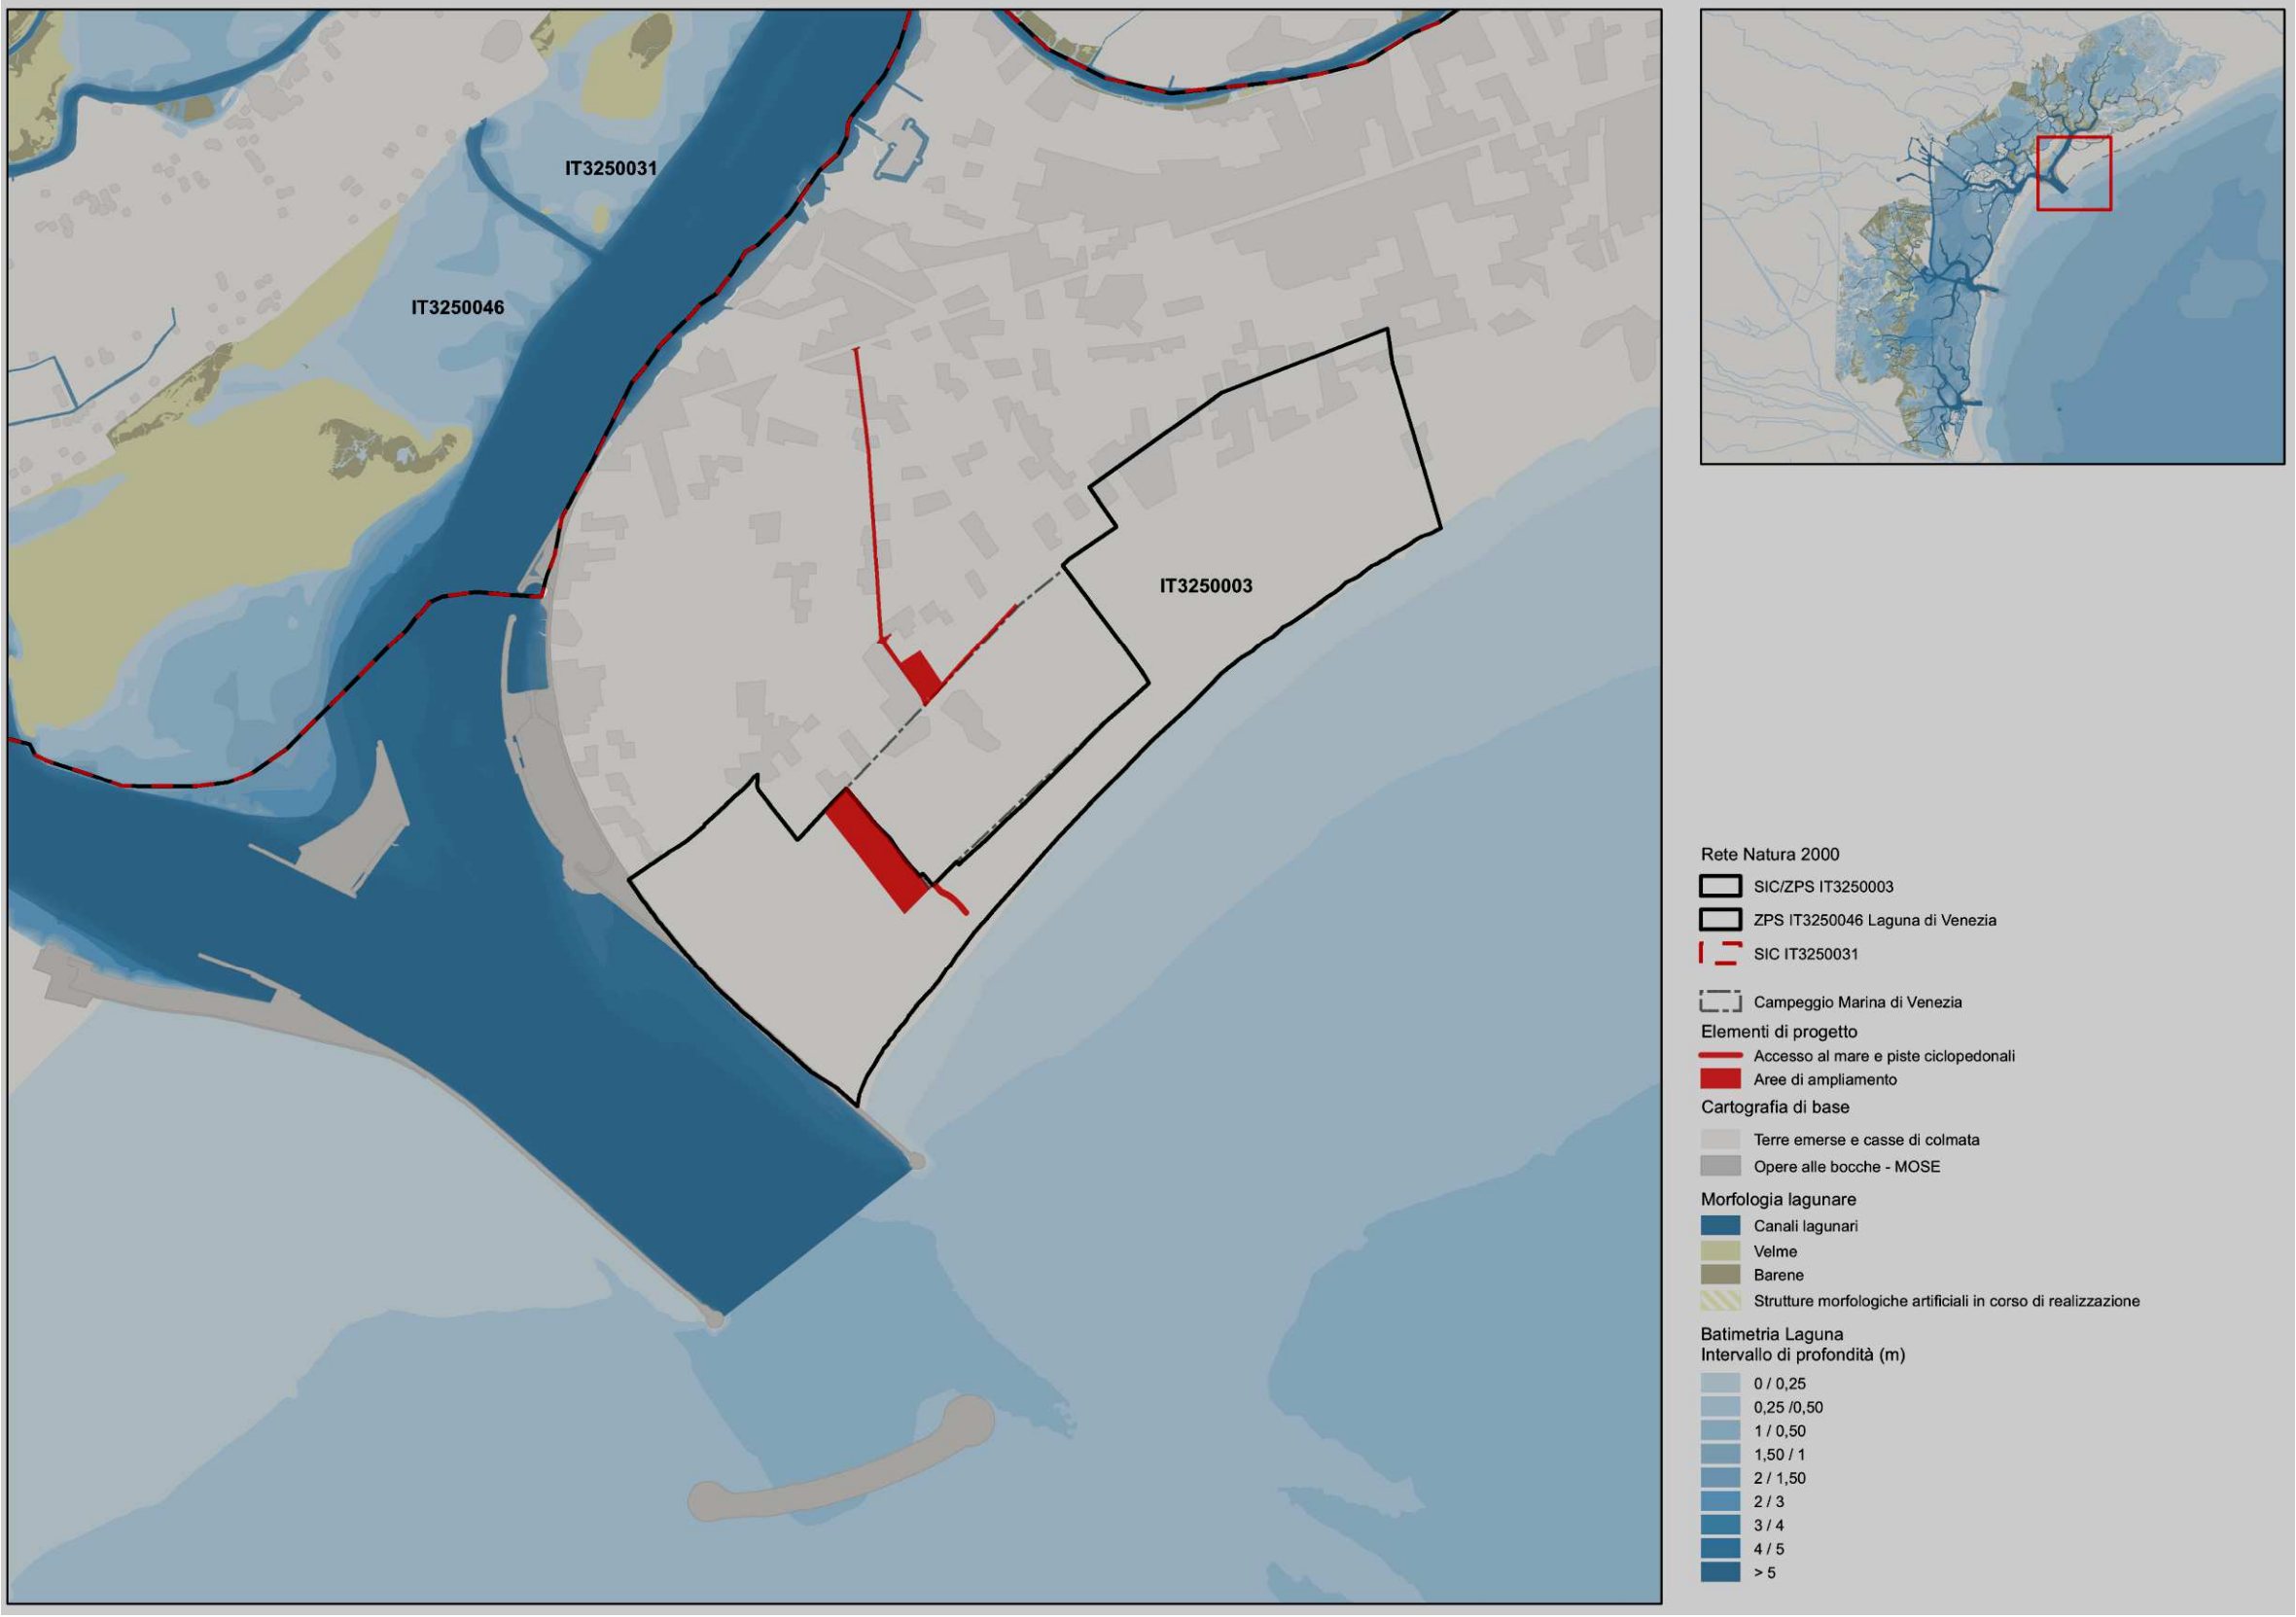 IT3250031
IT3250046
IT3250003
Rete Natura 2000
SIC/ZPS IT3250003
ZPS IT3250046 Laguna di Venezia
SIC IT3250031
Campeggio Marina di Venezia
Elementi di progetto
Accesso al mare e piste ciclopedonali
Aree di ampliamento
Cartografia di base
Terre emerse e casse di colmata
Opere alle bocche - MOSE
Morfologia lagunare
Canali lagunari
Velme
Barene
Strutture morfologiche artificiali in corso di realizzazione
Batimetria Laguna
Intervallo di profondità (m)
0 / 0,25
0,25 /0,50
1 / 0,50
1,50 / 1
2 / 1,50
2 / 3
3 / 4
4 / 5
> 5